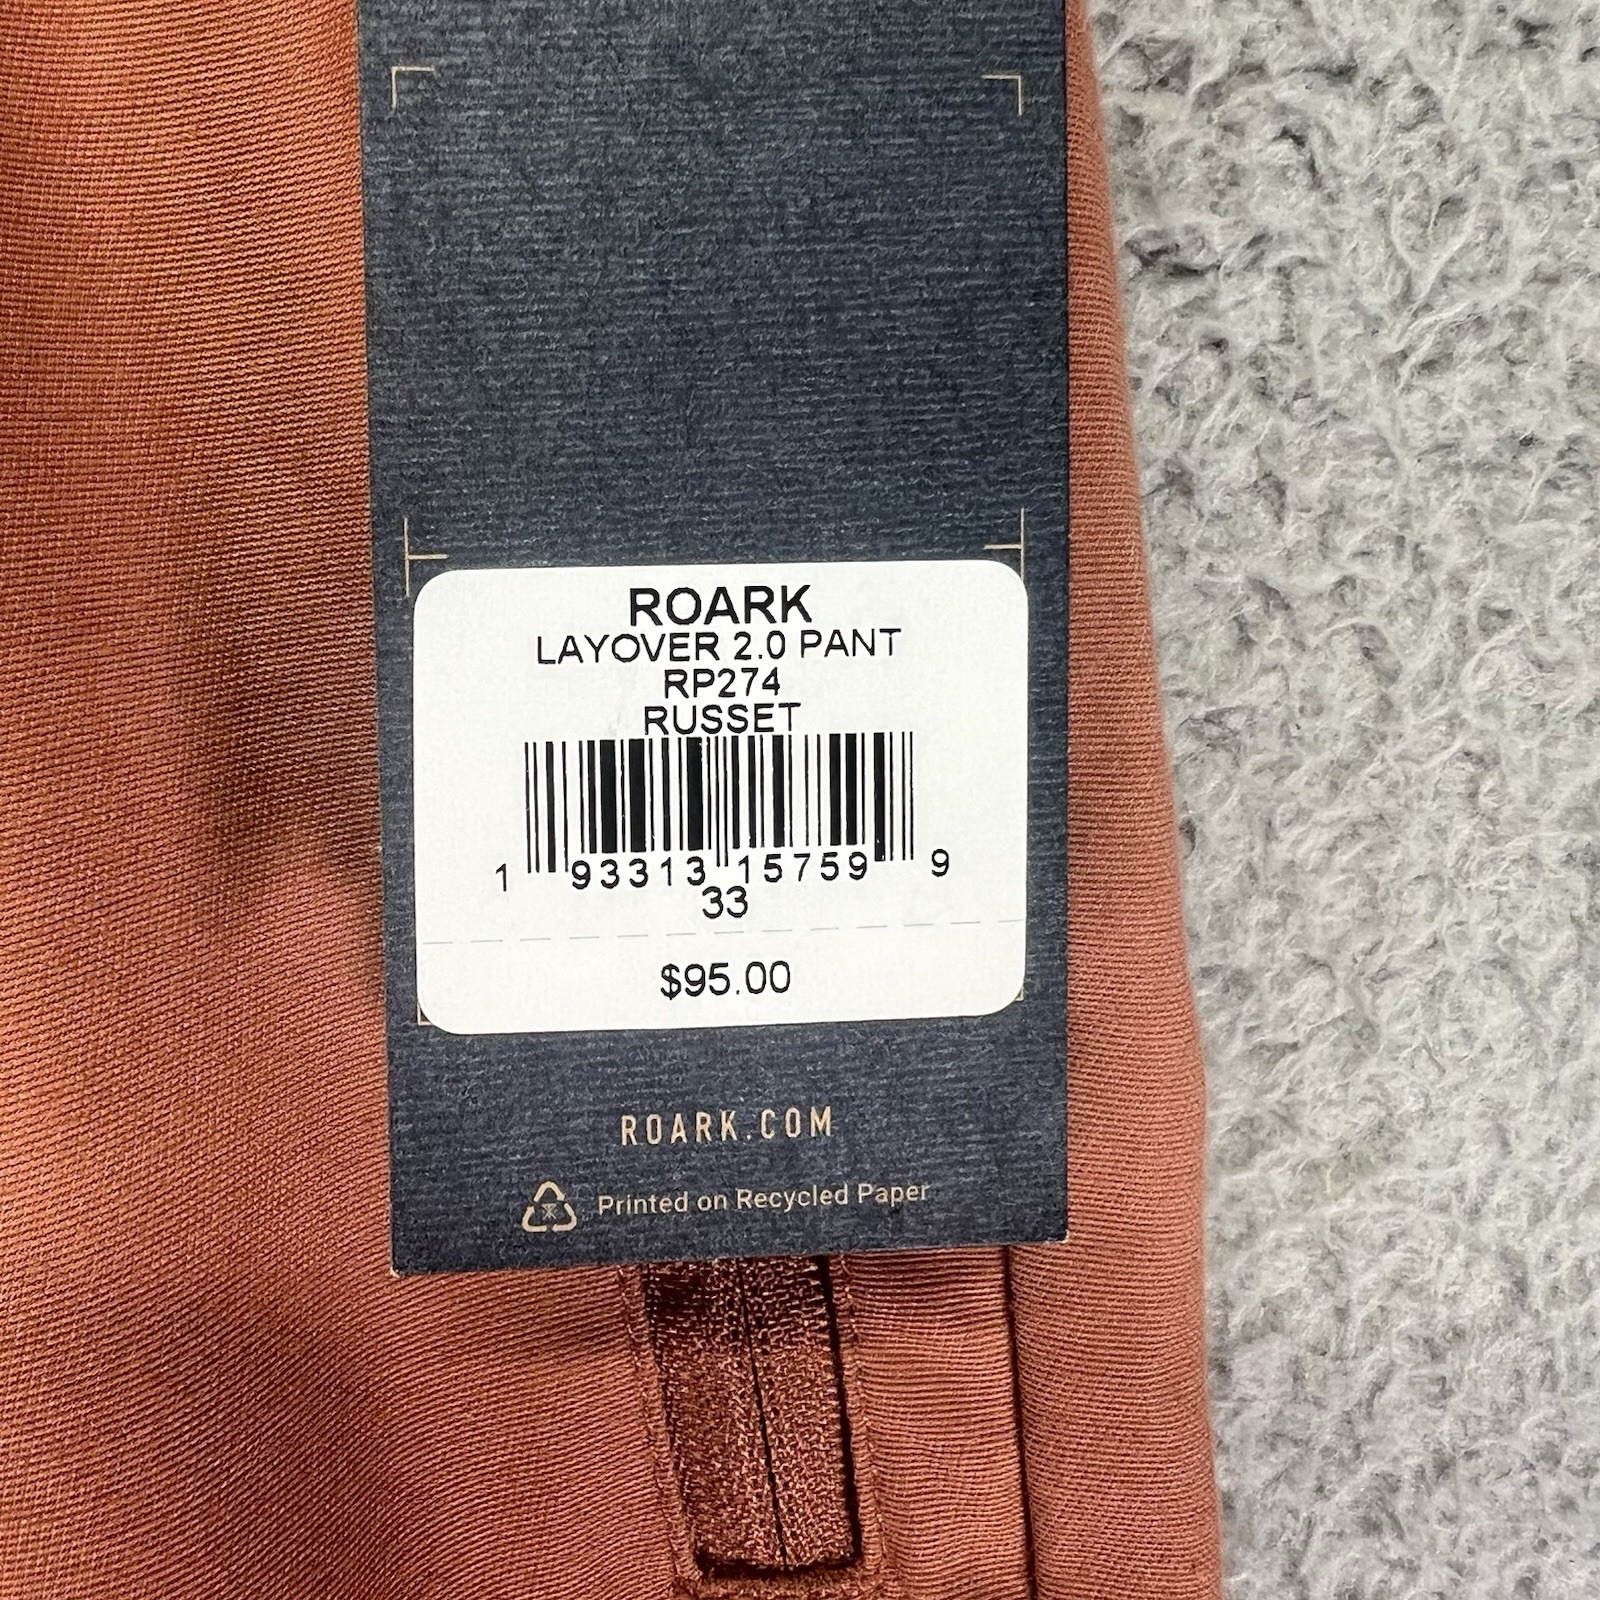 ROARK
LAYOVER 2.0 PANT
RP274
RUSSET
1 93313 15759 9
33
$95.00
ROARK.COM
Printed on Recycled Paper